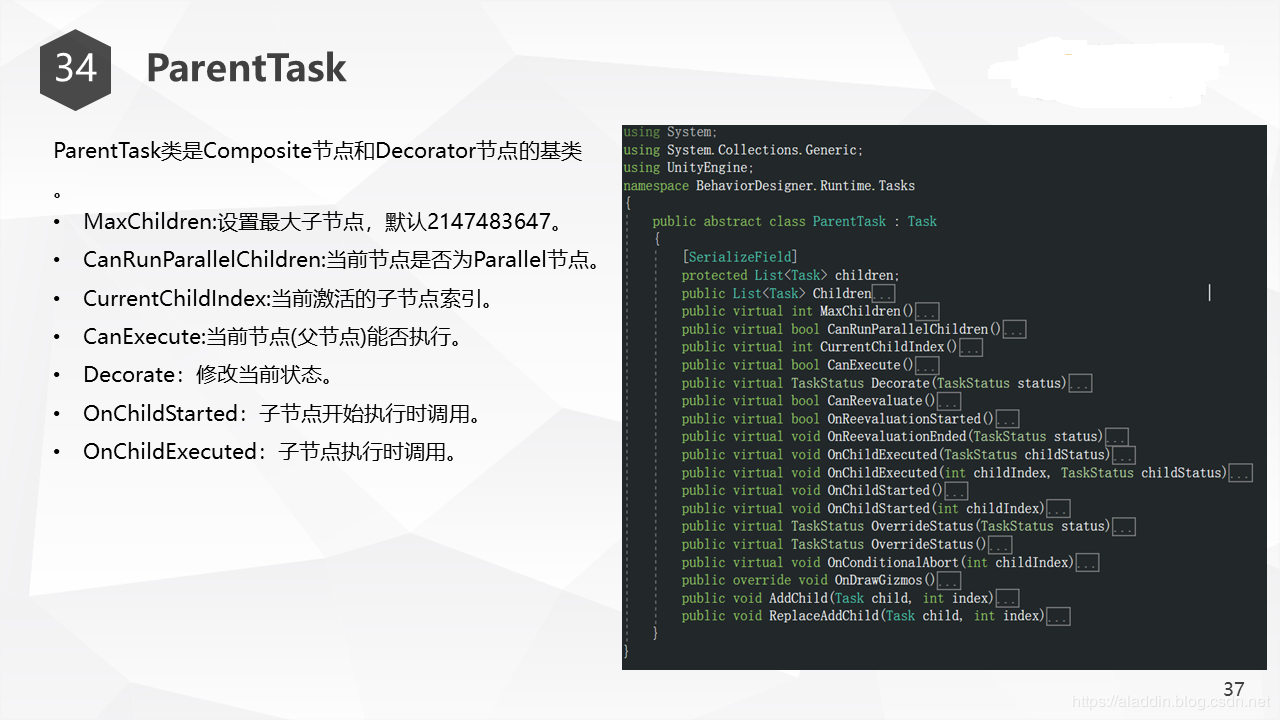 34
ParentTask
ParentTask类是Composite节点和Decorator节点的基类
。
• MaxChildren:设置最大子节点，默认2147483647。
• CanRunParallelChildren:当前节点是否为Parallel节点。
• CurrentChildIndex:当前激活的子节点索引。
• CanExecute:当前节点(父节点)能否执行。
• Decorate：修改当前状态。
• OnChildStarted：子节点开始执行时调用。
• OnChildExecuted：子节点执行时调用。
using System;
using System.Collections.Generic;
using UnityEngine;
namespace BehaviorDesigner.Runtime.Tasks
{
public abstract class ParentTask : Task
{
[SerializeField]
protected List<Task> children;
public List<Task> Children...
public virtual int MaxChildren()...
public virtual bool CanRunParallelChildren()...
public virtual int CurrentChildIndex()...
public virtual bool CanExecute()...
public virtual TaskStatus Decorate(TaskStatus status)...
public virtual bool CanReevaluate()...
public virtual bool OnReevaluationStarted()...
public virtual void OnReevaluationEnded(TaskStatus status)...
public virtual void OnChildExecuted(TaskStatus childStatus)...
public virtual void OnChildExecuted(int childIndex, TaskStatus childStatus)...
public virtual void OnChildStarted()...
public virtual void OnChildStarted(int childIndex)...
public virtual TaskStatus OverrideStatus(TaskStatus status)...
public virtual TaskStatus OverrideStatus()...
public virtual void OnConditionalAbort(int childIndex)...
public override void OnDrawGizmos()...
public void AddChild(Task child, int index)...
public void ReplaceAddChild(Task child, int index)...
}
}
37
https://aladdin.blog.csdn.net